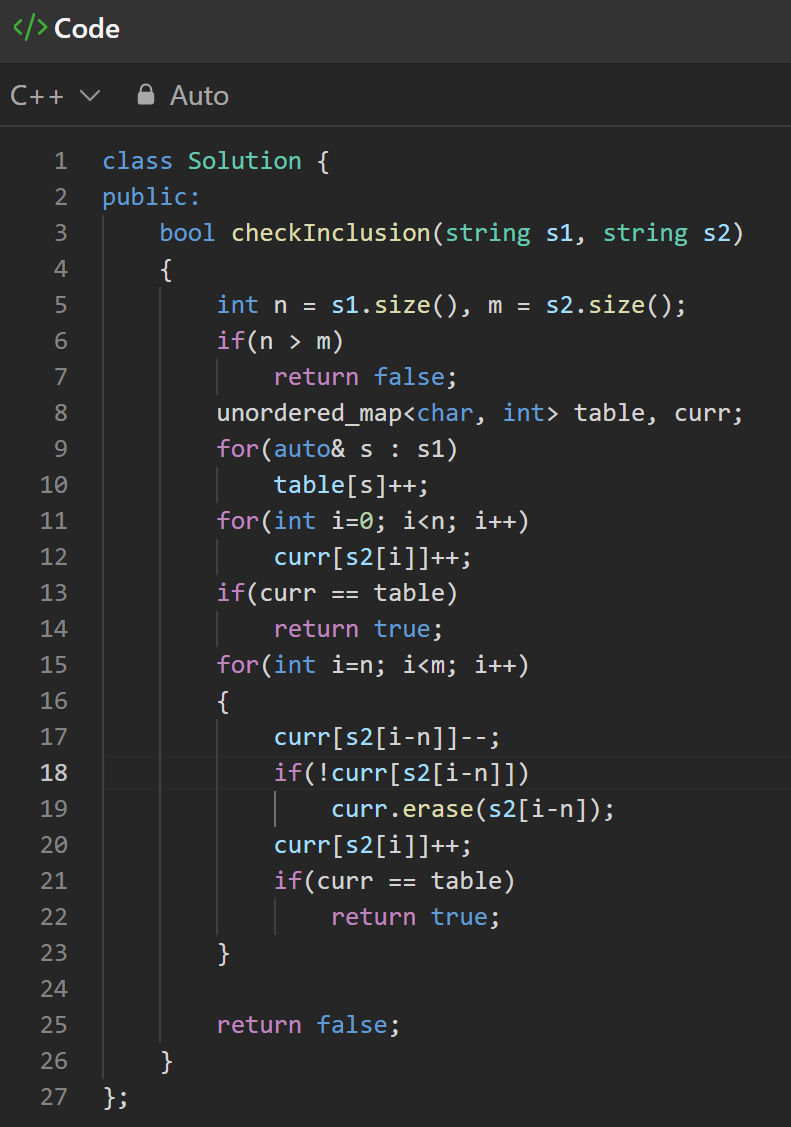 </> Code
C++ Auto
1 class Solution {
2 public:
3     bool checkInclusion(string s1, string s2)
4     {
5         int n = s1.size(), m = s2.size();
6         if(n > m)
7             return false;
8         unordered_map<char, int> table, curr;
9         for(auto& s : s1)
10             table[s]++;
11         for(int i=0; i<n; i++)
12             curr[s2[i]]++;
13         if(curr == table)
14             return true;
15         for(int i=n; i<m; i++)
16         {
17             curr[s2[i-n]]--;
18             if(!curr[s2[i-n]])
19                 curr.erase(s2[i-n]);
20             curr[s2[i]]++;
21             if(curr == table)
22                 return true;
23         }
24
25         return false;
26     }
27 };